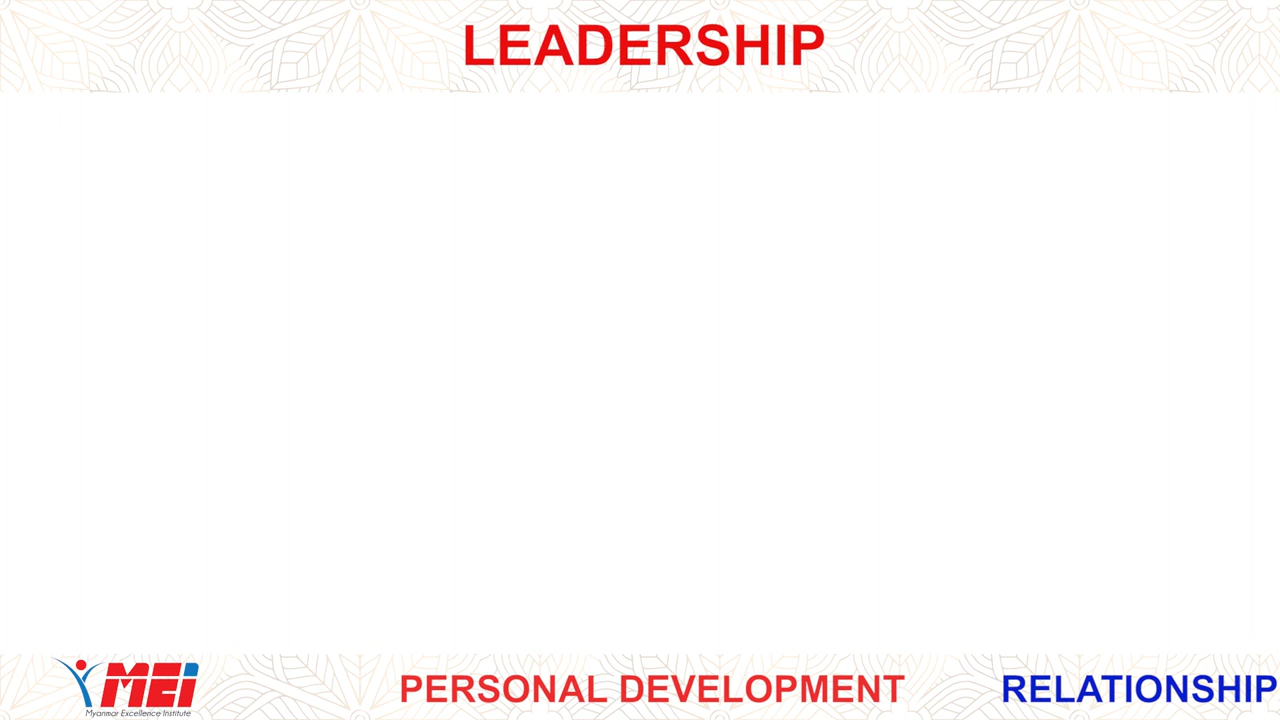 LEADERSHIP
MEI
Myanmar Excellence Institute
PERSONAL DEVELOPMENT
RELATIONSHIP